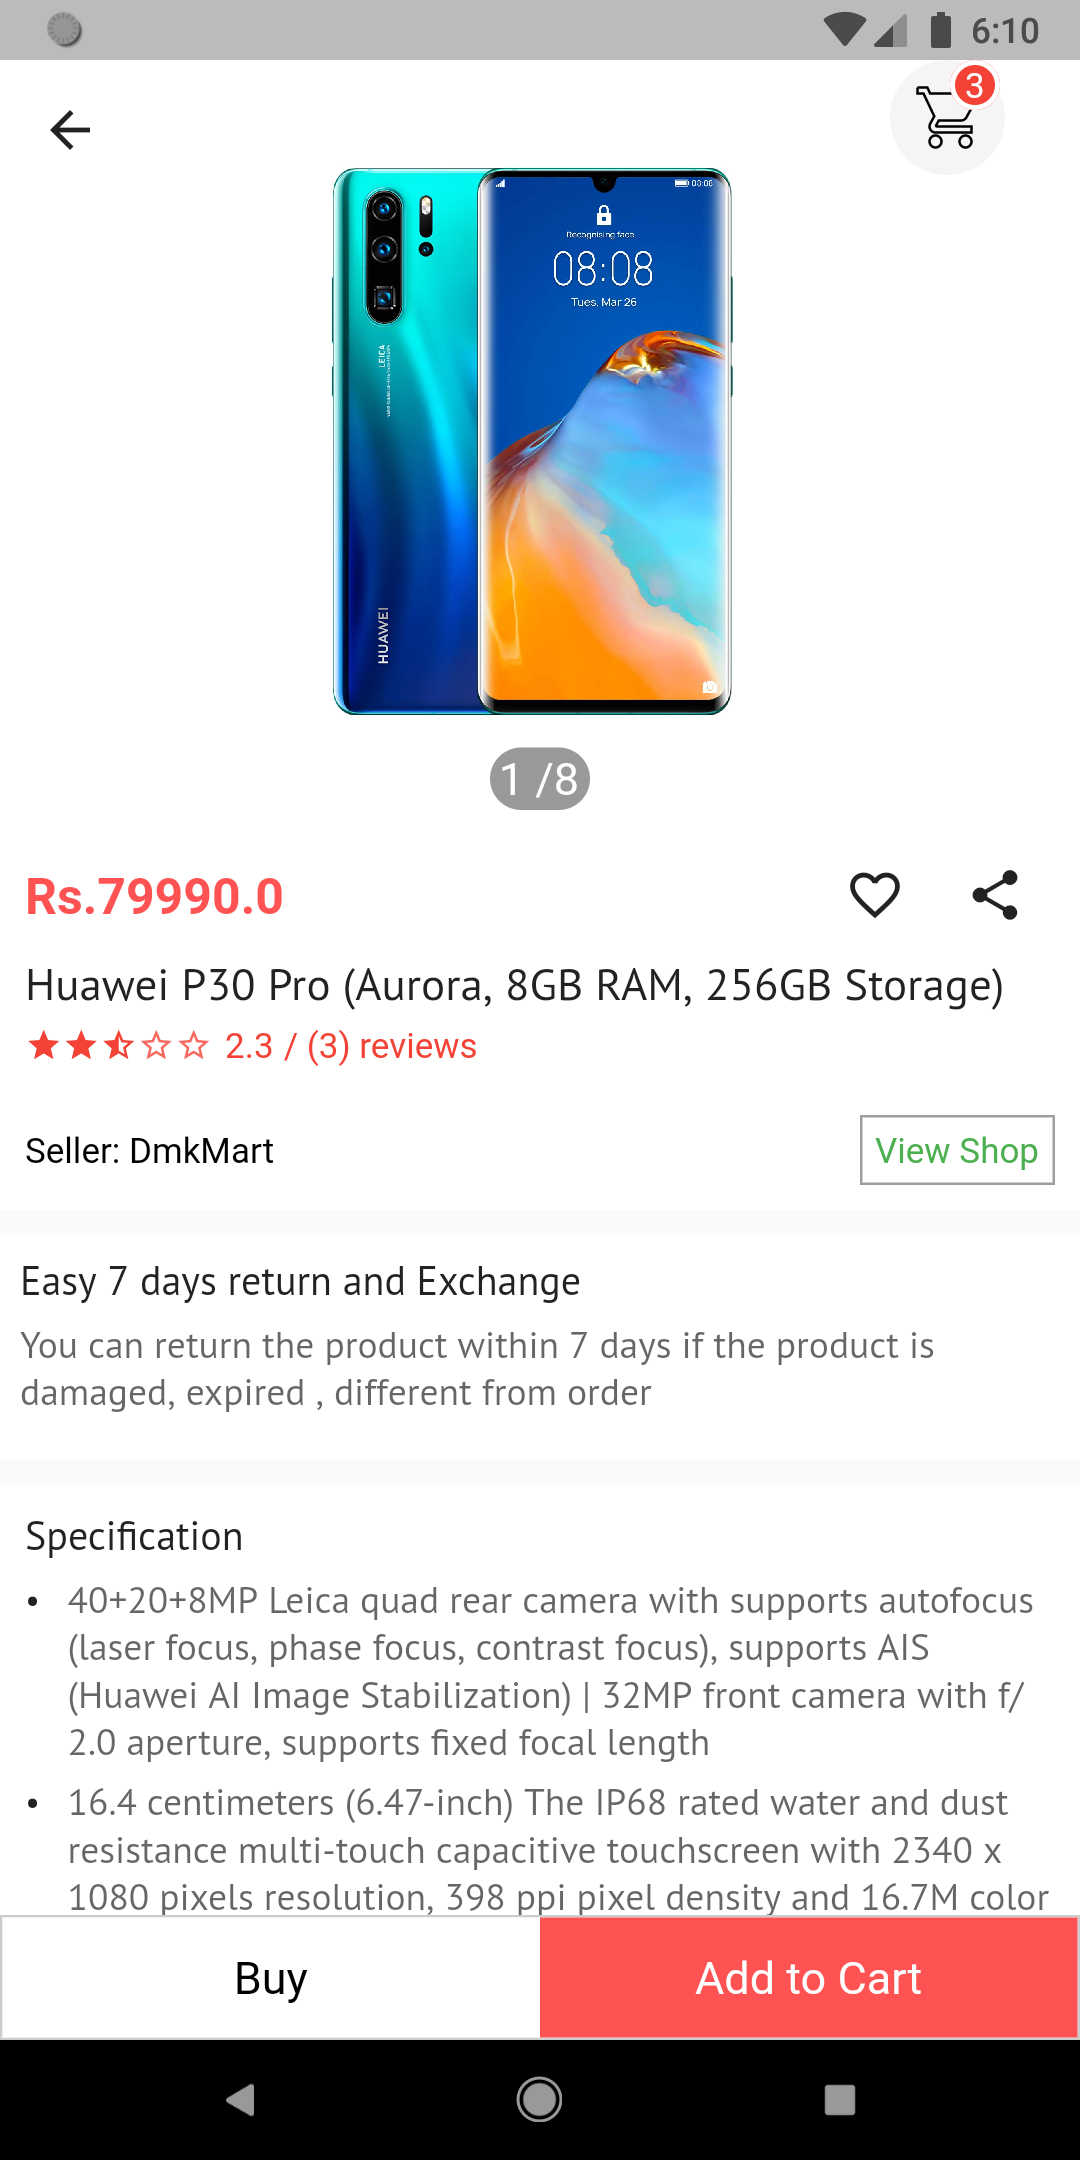 6:10
3
08:08
Recognising face
08:08
Tues, Mar 26
LEICA
HUAWEI
1 /8
Rs.79990.0
Huawei P30 Pro (Aurora, 8GB RAM, 256GB Storage)
2.3 / (3) reviews
Seller: DmkMart
View Shop
Easy 7 days return and Exchange
You can return the product within 7 days if the product is
damaged, expired , different from order
Specification
• 40+20+8MP Leica quad rear camera with supports autofocus
(laser focus, phase focus, contrast focus), supports AIS
(Huawei AI Image Stabilization) | 32MP front camera with f/
2.0 aperture, supports fixed focal length
• 16.4 centimeters (6.47-inch) The IP68 rated water and dust
resistance multi-touch capacitive touchscreen with 2340 x
1080 pixels resolution, 398 ppi pixel density and 16.7M color
Buy
Add to Cart